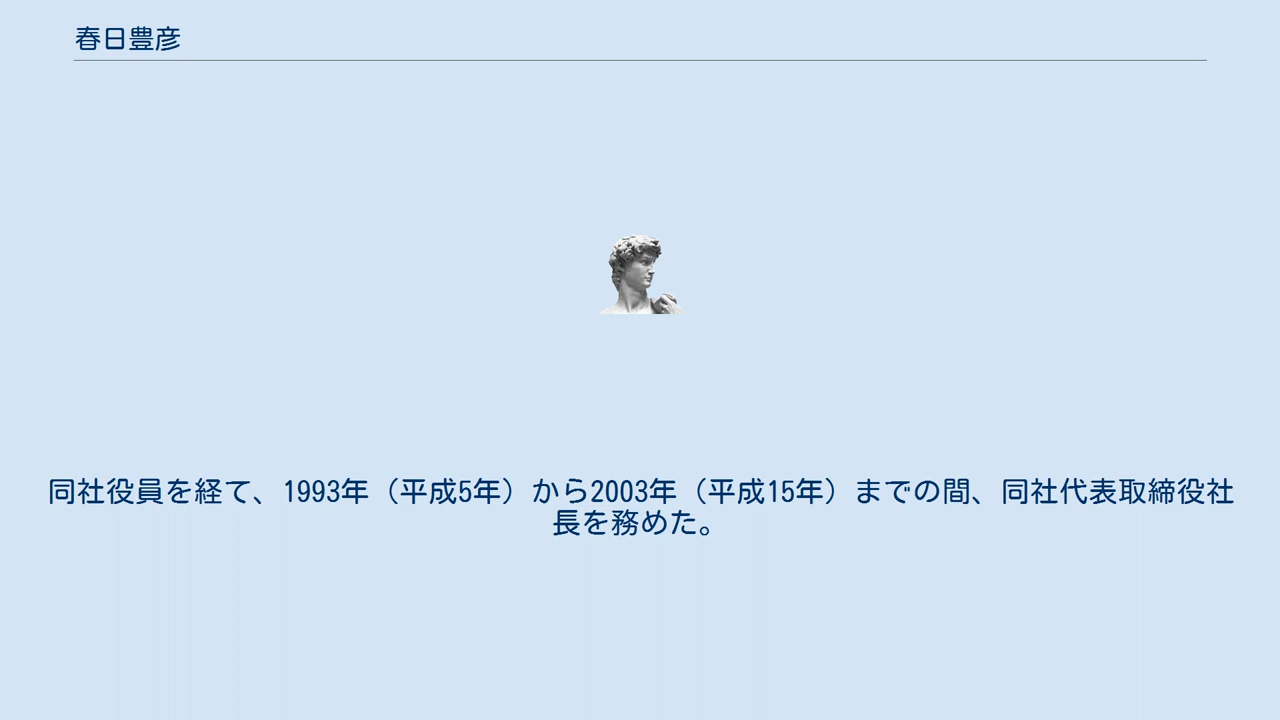 春日豊彦
同社役員を経て、1993年（平成5年）から2003年（平成15年）までの間、同社代表取締役社
長を務めた。